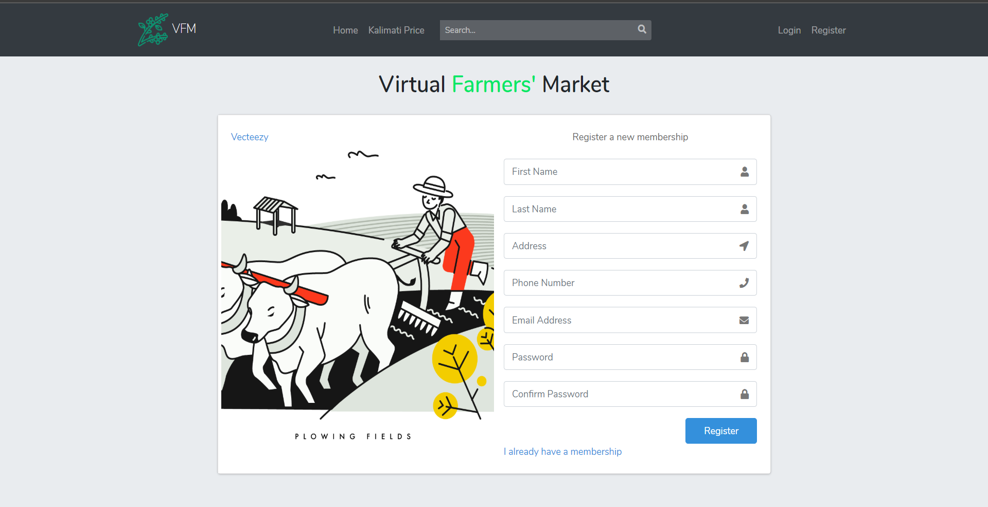 VFM
Home
Kalimati Price
Search...
Login
Register
Virtual Farmers' Market
Vecteezy
PLOWING FIELDS
Register a new membership
First Name
Last Name
Address
Phone Number
Email Address
Password
Confirm Password
Register
I already have a membership